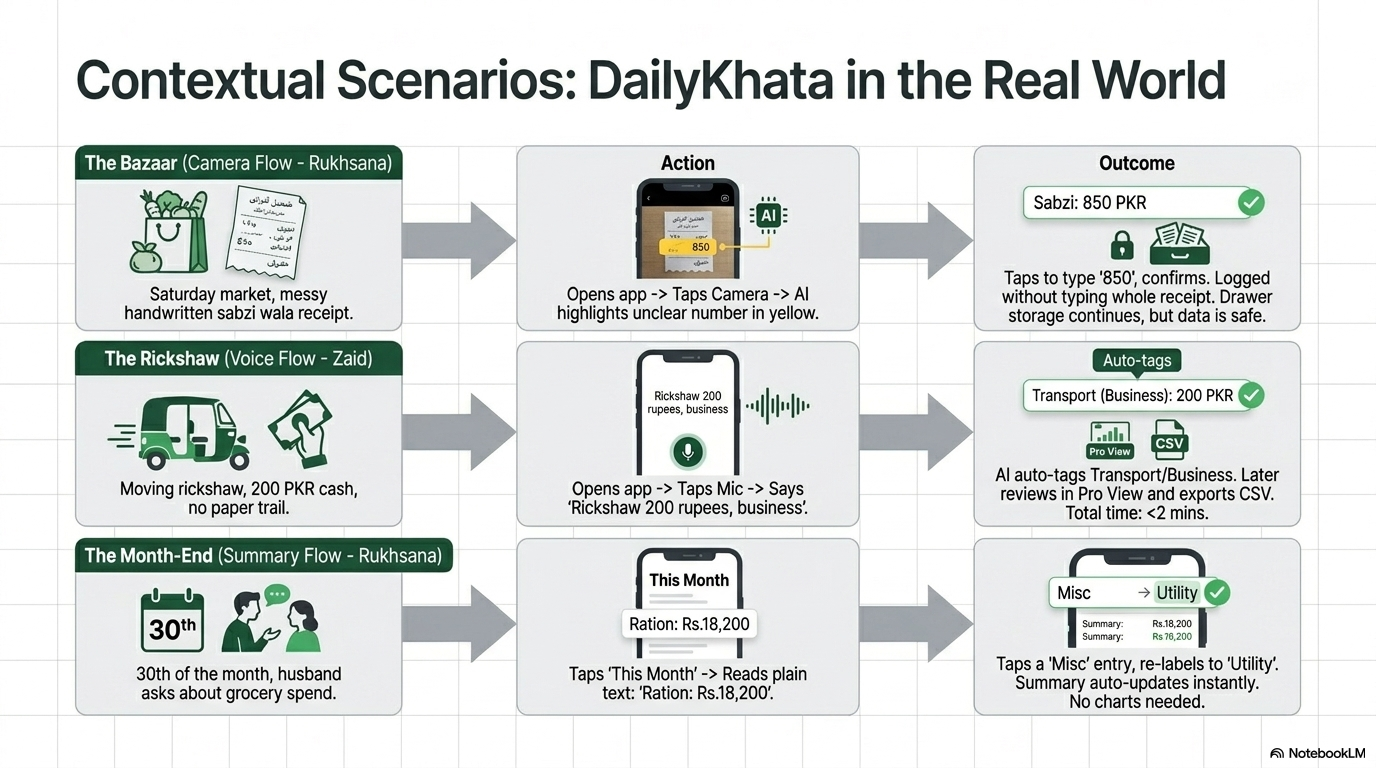 Contextual Scenarios: DailyKhata in the Real World
The Bazaar (Camera Flow - Rukhsana)
850
Saturday market, messy
handwritten sabzi wala receipt.
Action
850
AI
Opens app -> Taps Camera -> AI
highlights unclear number in yellow.
Outcome
Sabzi: 850 PKR
Taps to type '850', confirms. Logged
without typing whole receipt. Drawer
storage continues, but data is safe.
The Rickshaw (Voice Flow - Zaid)
Moving rickshaw, 200 PKR cash,
no paper trail.
Rickshaw 200
rupees, business
Opens app -> Taps Mic -> Says
'Rickshaw 200 rupees, business'.
Auto-tags
Transport (Business): 200 PKR
Pro View
CSV
AI auto-tags Transport/Business. Later
reviews in Pro View and exports CSV.
Total time: <2 mins.
The Month-End (Summary Flow - Rukhsana)
30th
30th of the month, husband
asks about grocery spend.
This Month
Ration: Rs.18,200
Taps 'This Month' -> Reads plain
text: 'Ration: Rs.18,200'.
Misc → Utility
Summary: Rs.18,200
Summary: Rs 76,200
Taps a 'Misc' entry, re-labels to 'Utility'.
Summary auto-updates instantly.
No charts needed.
NotebookLM